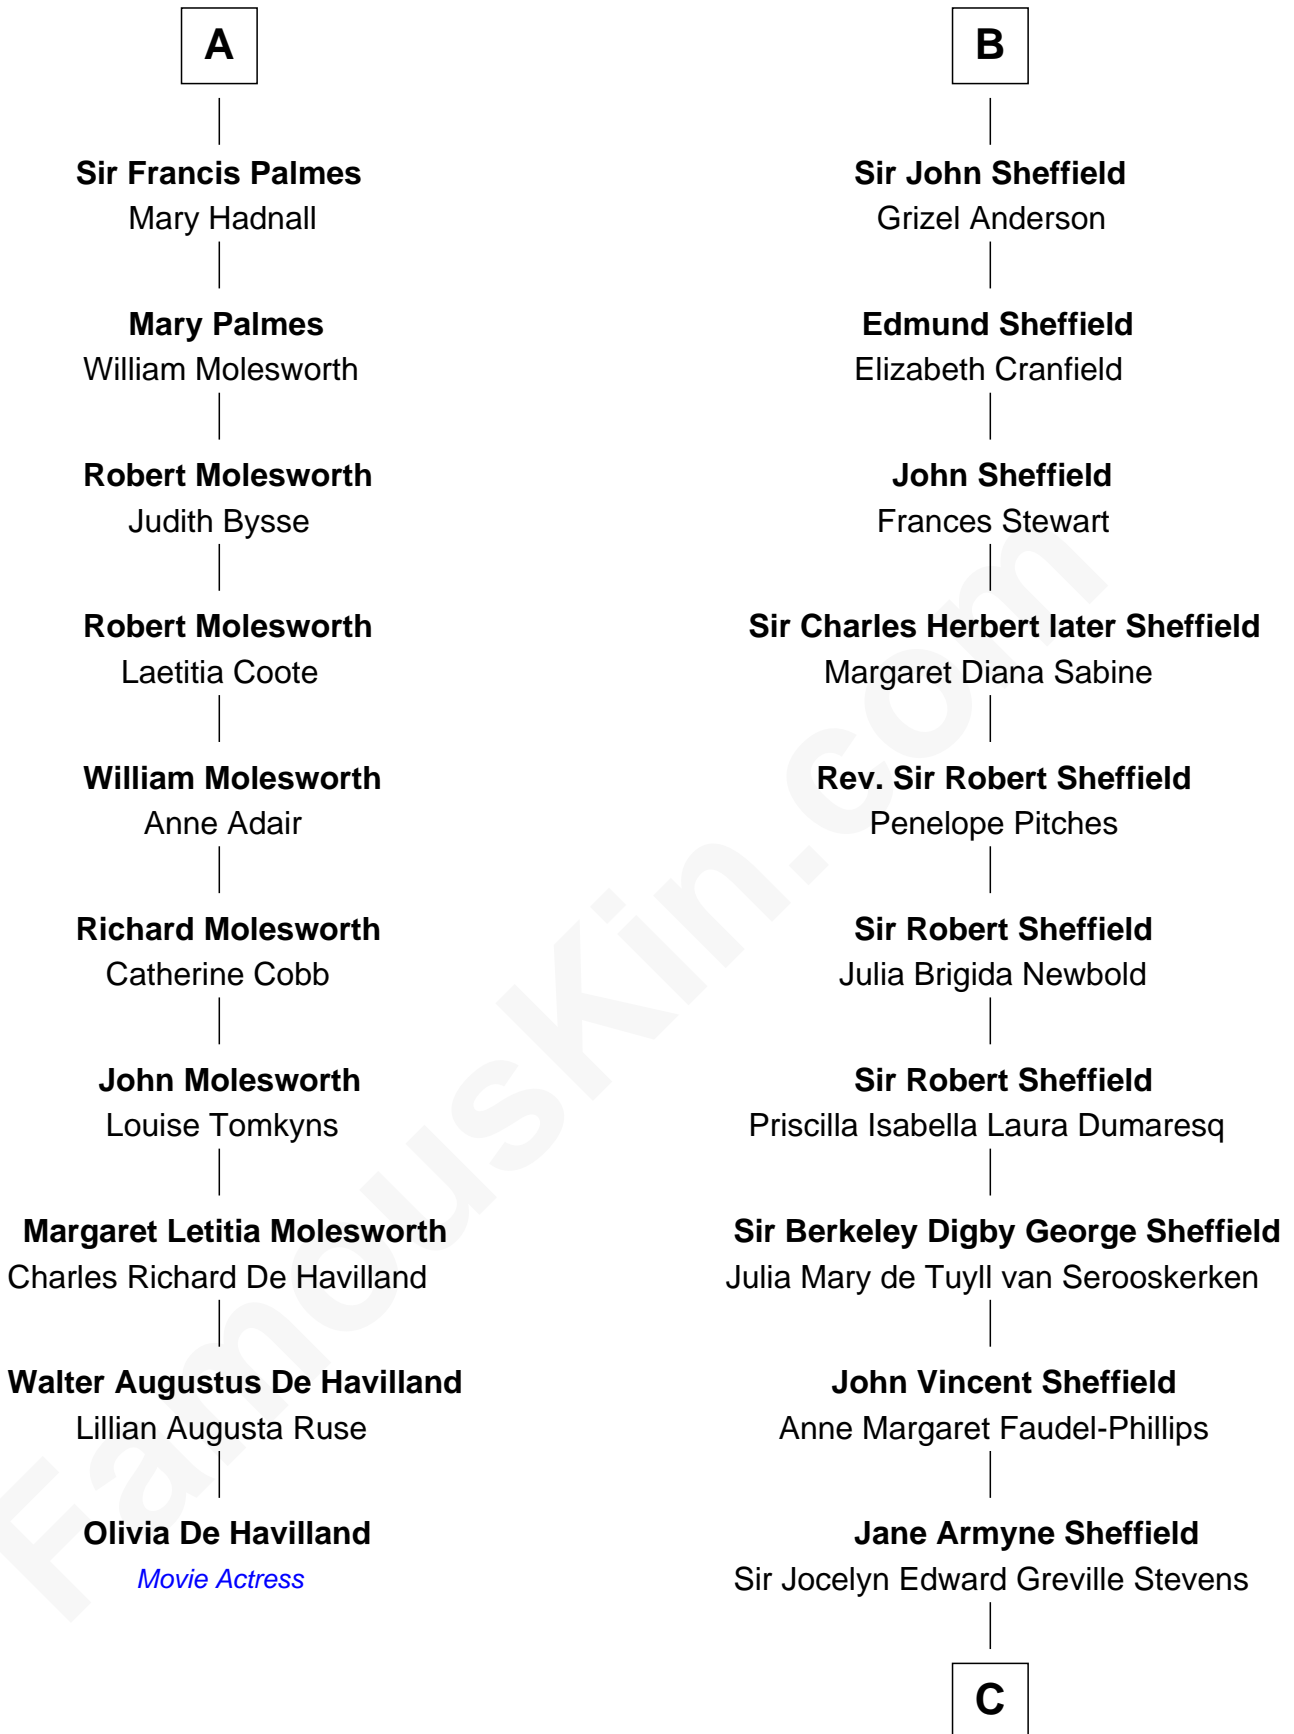 A
Sir Francis Palmes
Mary Hadnall
Mary Palmes
William Molesworth
Robert Molesworth
Judith Bysse
Robert Molesworth
Laetitia Coote
William Molesworth
Anne Adair
Richard Molesworth
Catherine Cobb
John Molesworth
Louise Tomkyns
Margaret Letitia Molesworth
Charles Richard De Havilland
Walter Augustus De Havilland
Lillian Augusta Ruse
Olivia De Havilland
Movie Actress
B
Sir John Sheffield
Grizel Anderson
Edmund Sheffield
Elizabeth Cranfield
John Sheffield
Frances Stewart
Sir Charles Herbert later Sheffield
Margaret Diana Sabine
Rev. Sir Robert Sheffield
Penelope Pitches
Sir Robert Sheffield
Julia Brigida Newbold
Sir Robert Sheffield
Priscilla Isabella Laura Dumaresq
Sir Berkeley Digby George Sheffield
Julia Mary de Tuyll van Serooskerken
John Vincent Sheffield
Anne Margaret Faudel-Phillips
Jane Armyne Sheffield
Sir Jocelyn Edward Greville Stevens
C
FamousKin.com